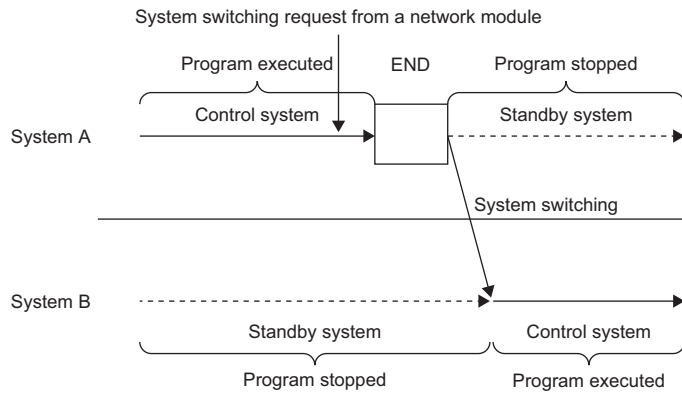 System switching request from a network module
Program executed
END
Program stopped
Control system
Standby system
System A
System switching
System B
Standby system
Control system
Program stopped
Program executed